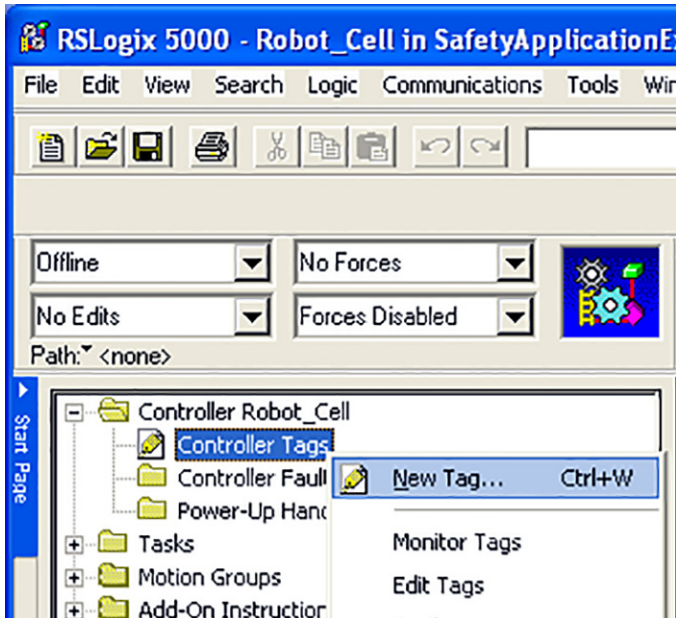 RSLogix 5000 - Robot_Cell in SafetyApplicationE
File Edit View Search Logic Communications Tools Wi
Offline No Forces
No Edits Forces Disabled
Path: <none>
Start Page
Controller Robot_Cell
Controller Tags
Controller Faul
New Tag... Ctrl+W
Power-Up Hand
Tasks
Monitor Tags
Motion Groups
Edit Tags
Add-On Instruction